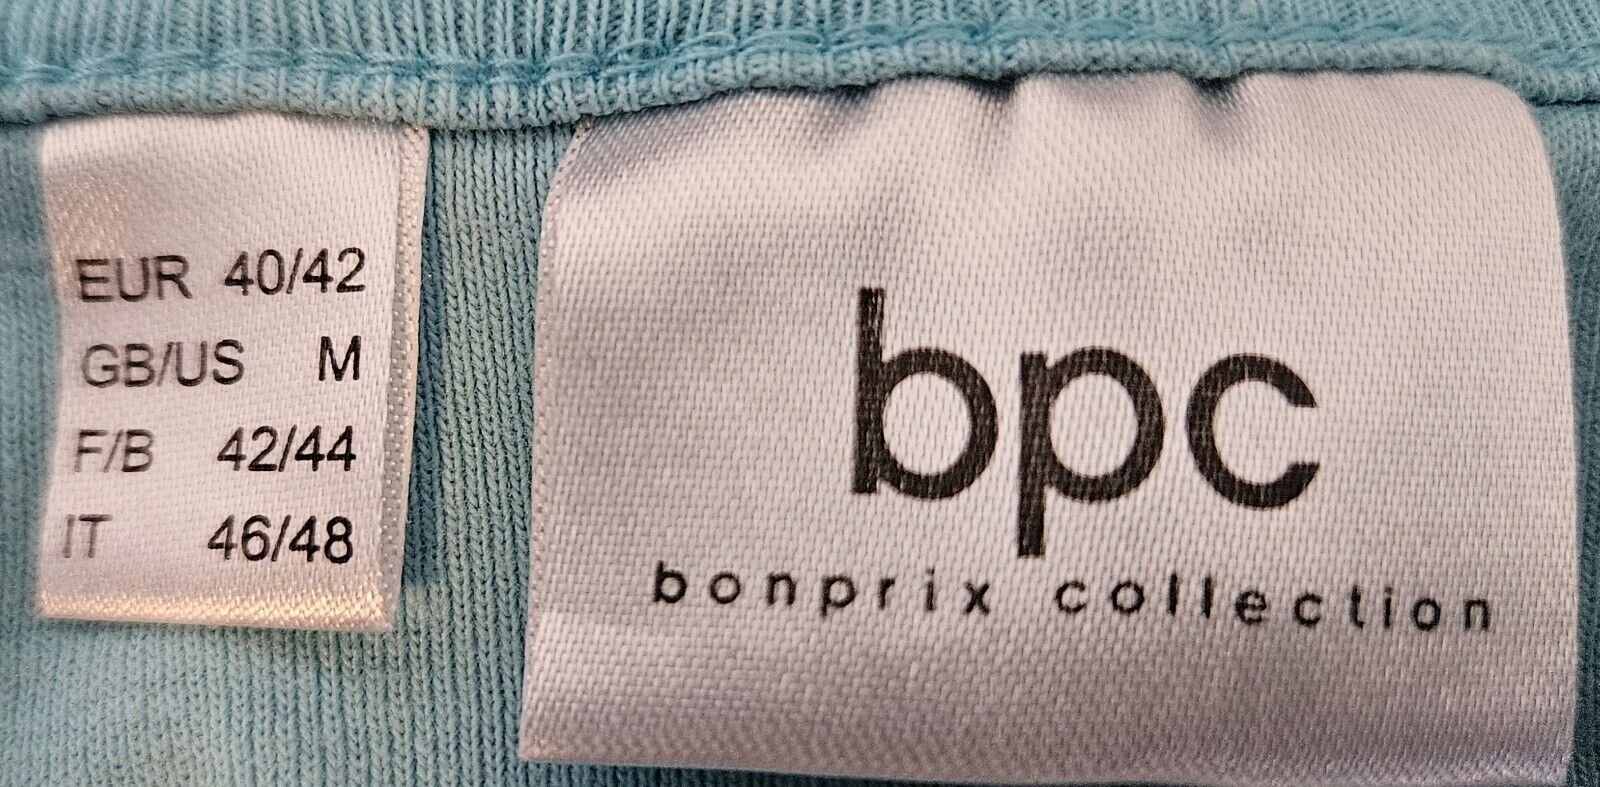 EUR 40/42
GB/US M
F/B 42/44
IT 46/48
bpc
bonprix collection